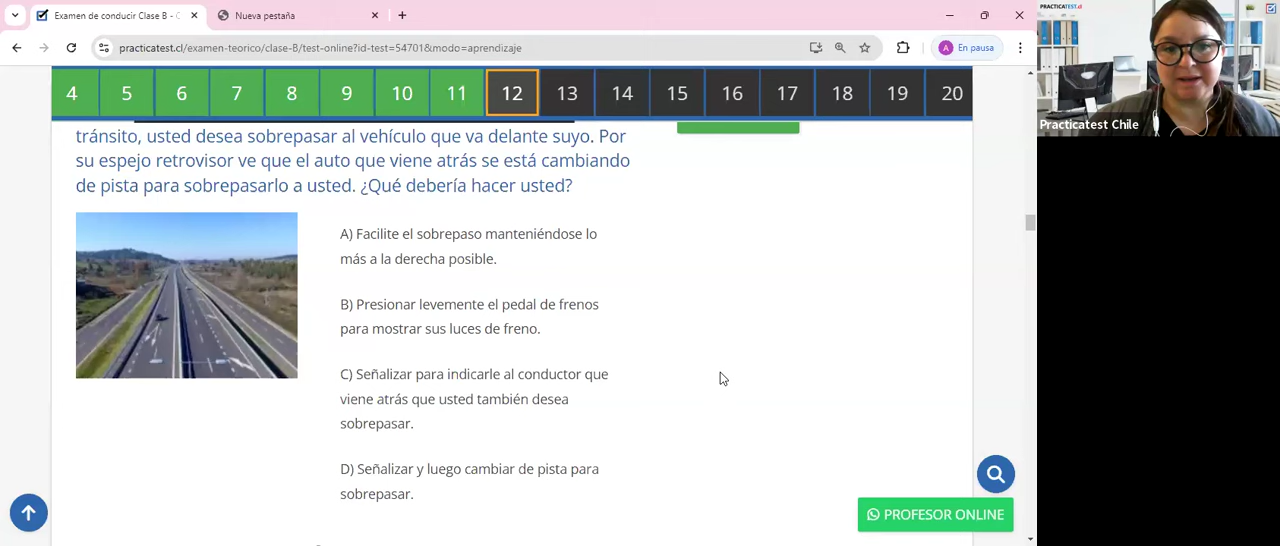 Examen de conducir Clase B - C
Nueva pestaña
practicatest.cl/examen-teorico/clase-B/test-online?id-test=54701&modo=aprendizaje
A
En pausa
4 5 6 7 8 9 10 11 12 13 14 15 16 17 18 19 20
tránsito, usted desea sobrepasar al vehículo que va delante suyo. Por
su espejo retrovisor ve que el auto que viene atrás se está cambiando
de pista para sobrepasarlo a usted. ¿Qué debería hacer usted?
A) Facilite el sobrepaso manteniéndose lo
más a la derecha posible.
B) Presionar levemente el pedal de frenos
para mostrar sus luces de freno.
C) Señalizar para indicarle al conductor que
viene atrás que usted también desea
sobrepasar.
D) Señalizar y luego cambiar de pista para
sobrepasar.
PROFESOR ONLINE
PRACTICATEST.cl
Practicatest Chile